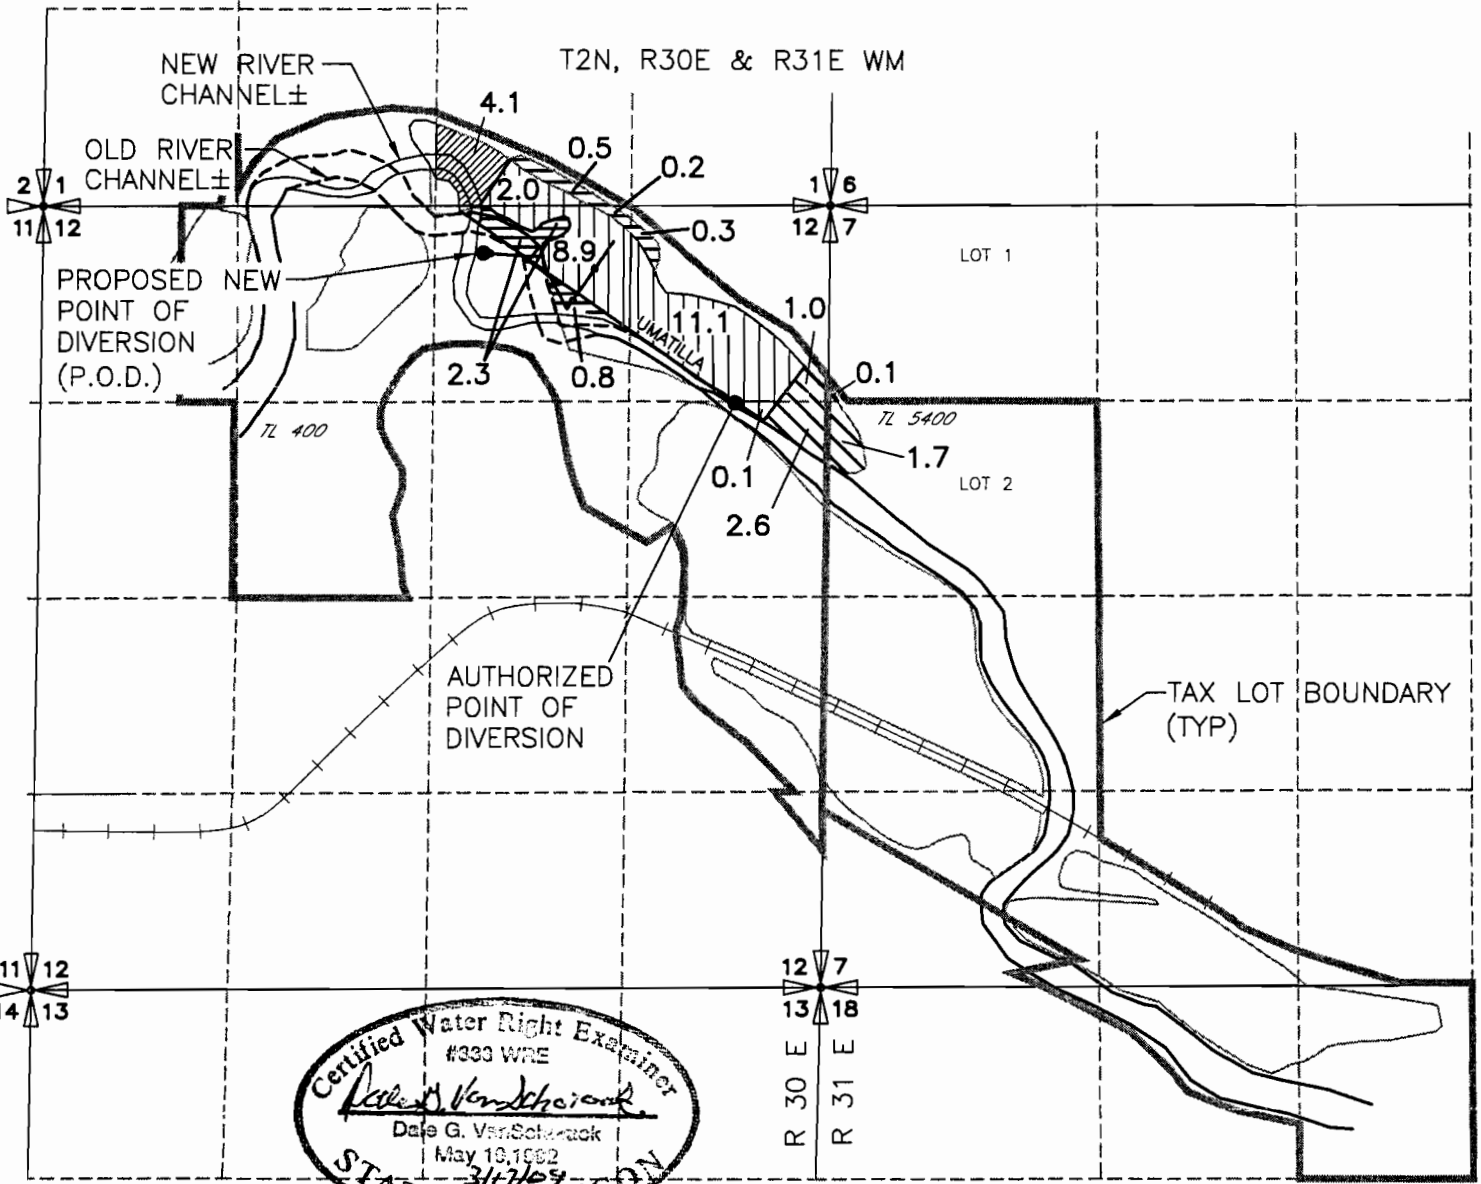 T2N, R30E & R31E WM
NEW RIVER
CHANNEL±
4.1
OLD RIVER
CHANNEL±
0.5
0.2
2 1
11 12
2.0
1 6
12 7
0.3
8.9
LOT 1
PROPOSED NEW
POINT OF
DIVERSION
(P.O.D.)
UMATILLA
11.1
1.0
2.3
0.8
0.1
TL 400
TL 5400
1.7
0.1
LOT 2
2.6
AUTHORIZED
POINT OF
DIVERSION
TAX LOT BOUNDARY
(TYP)
11 12
14 13
12 7
13 18
R 30 E
R 31 E
Certified Water Right Examiner
#333 WRE
Dale G.
May 19, 1992